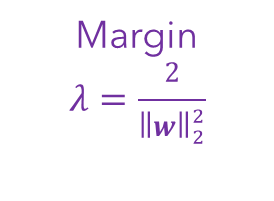 Margin
λ = 2 / ‖w‖₂²